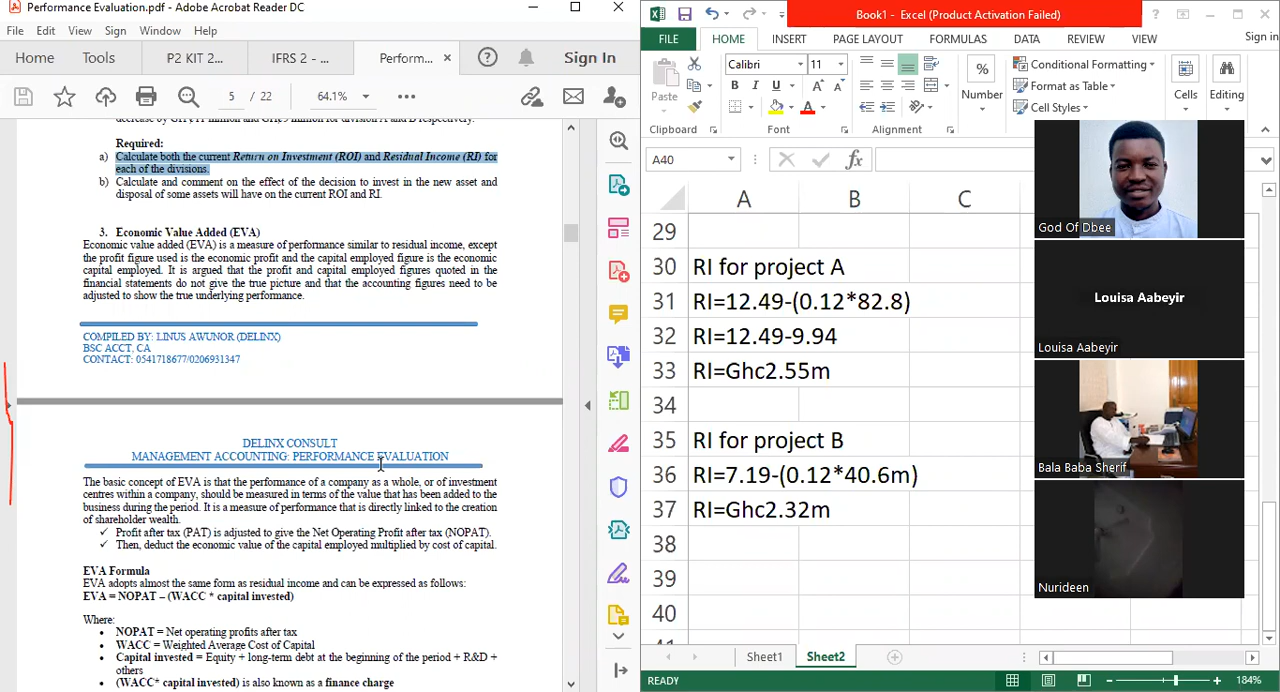 Performance Evaluation.pdf - Adobe Acrobat Reader DC
File Edit View Sign Window Help
Home Tools P2 KIT 2... IFRS 2 - ... Perform... × ? Sign In
5 / 22 64.1%
Required:
a) Calculate both the current Return on Investment (ROI) and Residual Income (RI) for
each of the divisions.
b) Calculate and comment on the effect of the decision to invest in the new asset and
disposal of some assets will have on the current ROI and RI.
3. Economic Value Added (EVA)
Economic value added (EVA) is a measure of performance similar to residual income, except
the profit figure used is the economic profit and the capital employed figure is the economic
capital employed. It is argued that the profit and capital employed figures quoted in the
financial statements do not give the true picture and that the accounting figures need to be
adjusted to show the true underlying performance.
COMPILED BY: LINUS AWUNOR (DELINX)
BSC ACCT, CA
CONTACT: 0541718677/0206931347
DELINX CONSULT
MANAGEMENT ACCOUNTING: PERFORMANCE EVALUATION
The basic concept of EVA is that the performance of a company as a whole, or of investment
centres within a company, should be measured in terms of the value that has been added to the
business during the period. It is a measure of performance that is directly linked to the creation
of shareholder wealth.
✓ Profit after tax (PAT) is adjusted to give the Net Operating Profit after tax (NOPAT).
✓ Then, deduct the economic value of the capital employed multiplied by cost of capital.
EVA Formula
EVA adopts almost the same form as residual income and can be expressed as follows:
EVA = NOPAT – (WACC * capital invested)
Where:
• NOPAT = Net operating profits after tax
• WACC = Weighted Average Cost of Capital
• Capital invested = Equity + long-term debt at the beginning of the period + R&D +
others
• (WACC* capital invested) is also known as a finance charge
Book1 - Excel (Product Activation Failed)
FILE HOME INSERT PAGE LAYOUT FORMULAS DATA REVIEW VIEW Sign in
Paste Calibri 11 Number Conditional Formatting Format as Table Cell Styles Cells Editing
B I U A
Clipboard Font Alignment
A40 fx
A B C
29
30 RI for project A
31 RI=12.49-(0.12*82.8)
32 RI=12.49-9.94
33 RI=Ghc2.55m
34
35 RI for project B
36 RI=7.19-(0.12*40.6m)
37 RI=Ghc2.32m
38
39
40
Sheet1 Sheet2
READY 184%
God Of Dbee
Louisa Aabeyir
Louisa Aabeyir
Bala Baba Sherif
Nurideen